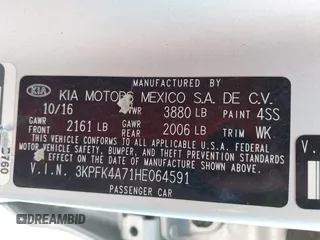 MANUFACTURED BY
KIA KIA MOTORS MEXICO S.A. DE C.V.
10/16 GVWR 3880 LB PAINT 4SS
GAWR FRONT 2161 LB GAWR REAR 2006 LB TRIM WK
THIS VEHICLE CONFORMS TO ALL APPLICABLE
U.S.A. FEDERAL MOTOR VEHICLE SAFETY, BUMPER,
AND THEFT PREVENTION STANDARDS IN EFFECT ON
THE DATE OF MANUFACTURE SHOWN ABOVE.
V.I.N. 3KPFK4A71HE064591
PASSENGER CAR
DREAMBID
V.